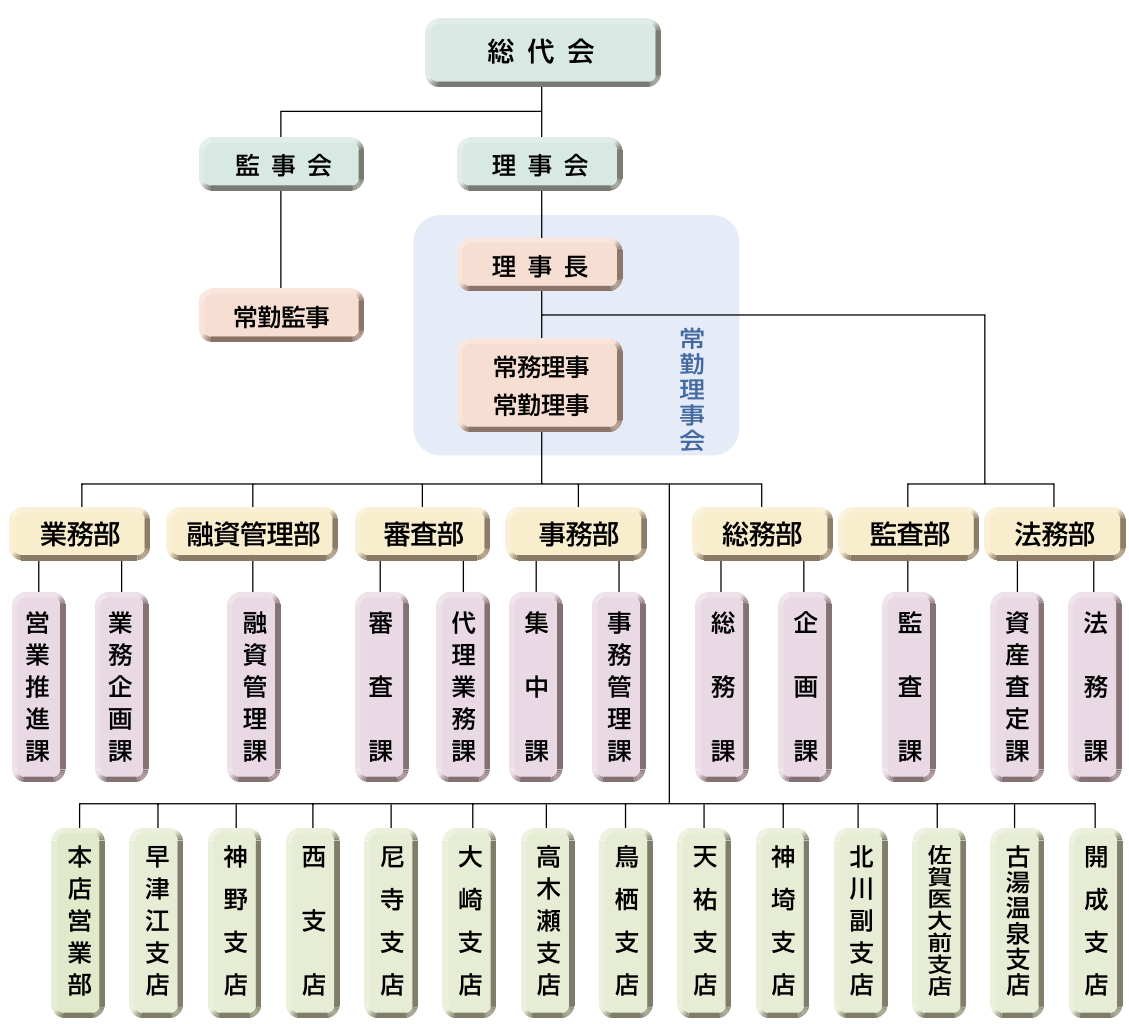 総代会
監事会
理事会
理事長
常勤監事
常務理事
常勤理事
常勤理事会
業務部
融資管理部
審査部
事務部
総務部
監査部
法務部
営業推進課
業務企画課
融資管理課
審査課
代理業務課
集中課
事務管理課
総務課
企画課
監査課
資産査定課
法務課
本店営業部
早津江支店
神野支店
西支店
尼寺支店
大崎支店
高木瀬支店
鳥栖支店
天祐支店
神埼支店
北川副支店
佐賀医大前支店
古湯温泉支店
開成支店